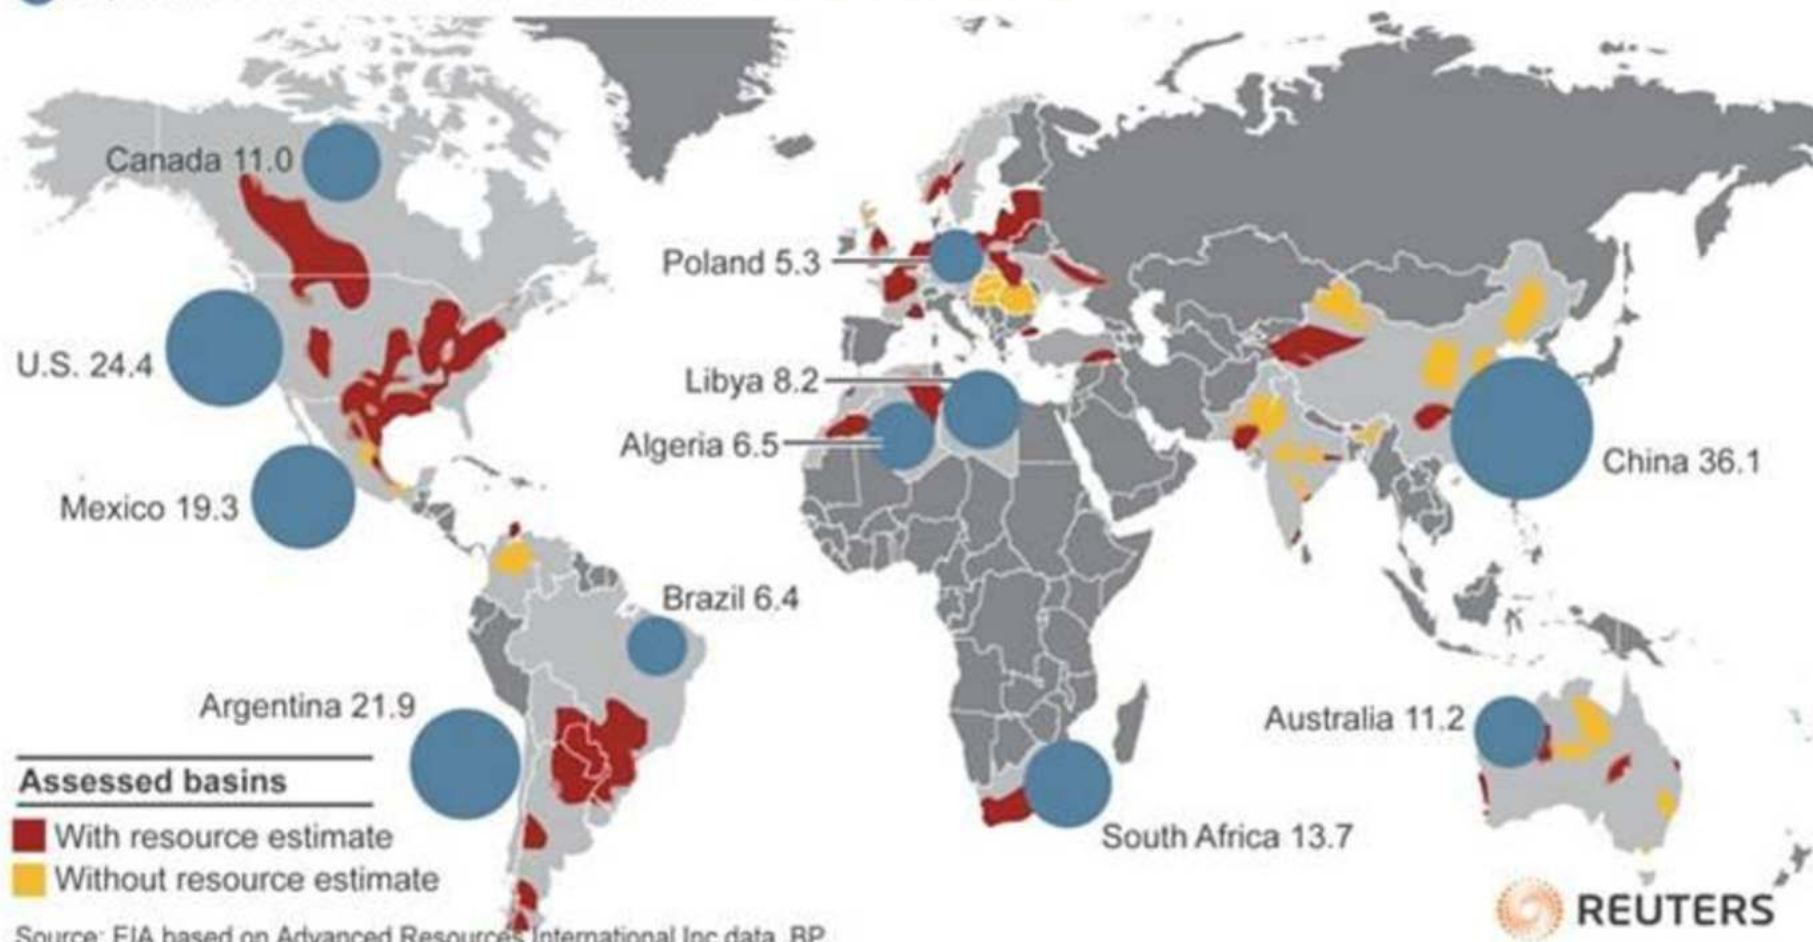 Canada 11.0
U.S. 24.4
Mexico 19.3
Brazil 6.4
Argentina 21.9
Poland 5.3
Libya 8.2
Algeria 6.5
South Africa 13.7
China 36.1
Australia 11.2
Assessed basins
With resource estimate
Without resource estimate
Source: EIA based on Advanced Resources International Inc data, BP
REUTERS